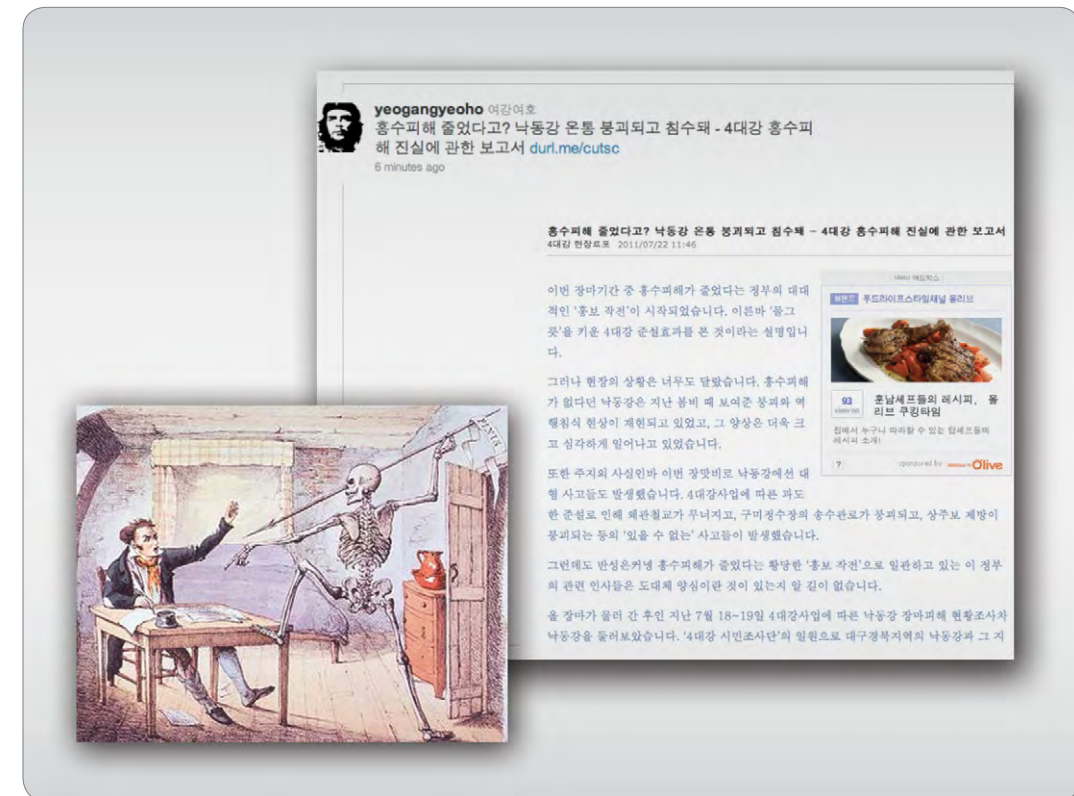 yeogangyeoho 여강여호
홍수피해 줄었다고? 낙동강 온통 붕괴되고 침수돼 - 4대강 홍수피
해 진실에 관한 보고서 durl.me/cutsc
6 minutes ago
홍수피해 줄었다고? 낙동강 온통 붕괴되고 침수돼 - 4대강 홍수피해 진실에 관한 보고서
4대강 현장르포 2011/07/22 11:46
이번 장마기간 중 홍수피해가 줄었다는 정부의 대대
적인 '홍보 작전'이 시작되었습니다. 이른바 '물그
릇'을 키운 4대강 준설효과를 본 것이라는 설명입니
다.
그러나 현장의 상황은 너무도 달랐습니다. 홍수피해
가 없다던 낙동강은 지난 봄비 때 보여준 붕괴와 역
행침식 현상이 재현되고 있었고, 그 양상은 더욱 크
고 심각하게 일어나고 있었습니다.
또한 주지의 사실인바 이번 장맛비로 낙동강에선 대
형 사고들도 발생했습니다. 4대강사업에 따른 과도
한 준설로 인해 왜관철교가 무너지고, 구미정수장의 송수관로가 붕괴되고, 상주보 제방이
붕괴되는 등의 '있을 수 없는' 사고들이 발생했습니다.
그런데도 반성은커녕 홍수피해가 줄었다는 황당한 '홍보 작전'으로 일관하고 있는 이 정부
의 관련 인사들은 도대체 양심이란 것이 있는지 알 길이 없습니다.
올 장마가 물러 간 후인 지난 7월 18~19일 4대강사업에 따른 낙동강 장마피해 현황조사차
낙동강을 둘러보았습니다. '4대강 시민조사단'의 일원으로 대구경북지역의 낙동강과 그 지
view 애드박스
브랜드 푸드라이프스타일채널 올리브
93
view on
훈남셰프들의 레시피, 올
리브 쿠킹타임
집에서 누구나 따라할 수 있는 탑셰프들의
레시피 소개!
? sponsored by Olive